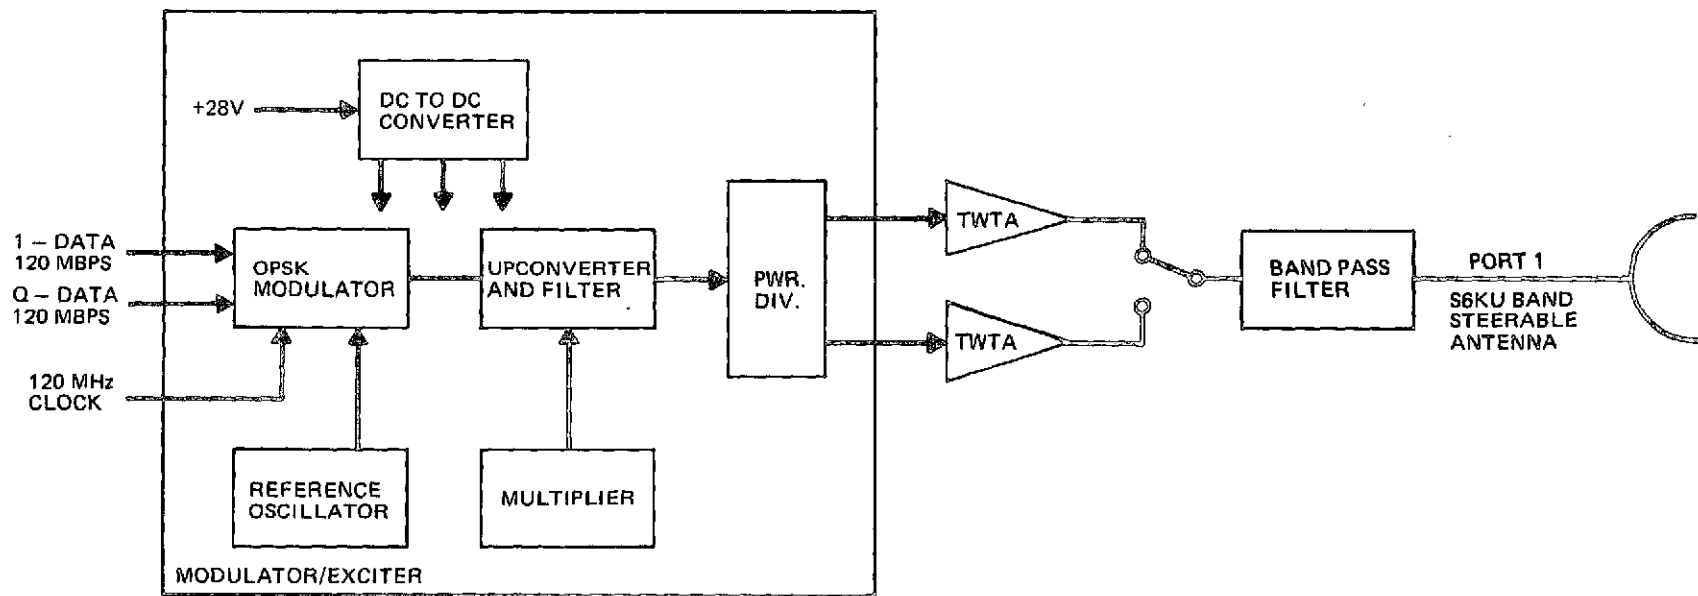 +28V
DC TO DC
CONVERTER
1 – DATA
120 MBPS
Q – DATA
120 MBPS
120 MHz
CLOCK
OPSK
MODULATOR
UPCONVERTER
AND FILTER
PWR.
DIV.
REFERENCE
OSCILLATOR
MULTIPLIER
MODULATOR/EXCITER
TWTA
TWTA
BAND PASS
FILTER
PORT 1
S6KU BAND
STEERABLE
ANTENNA